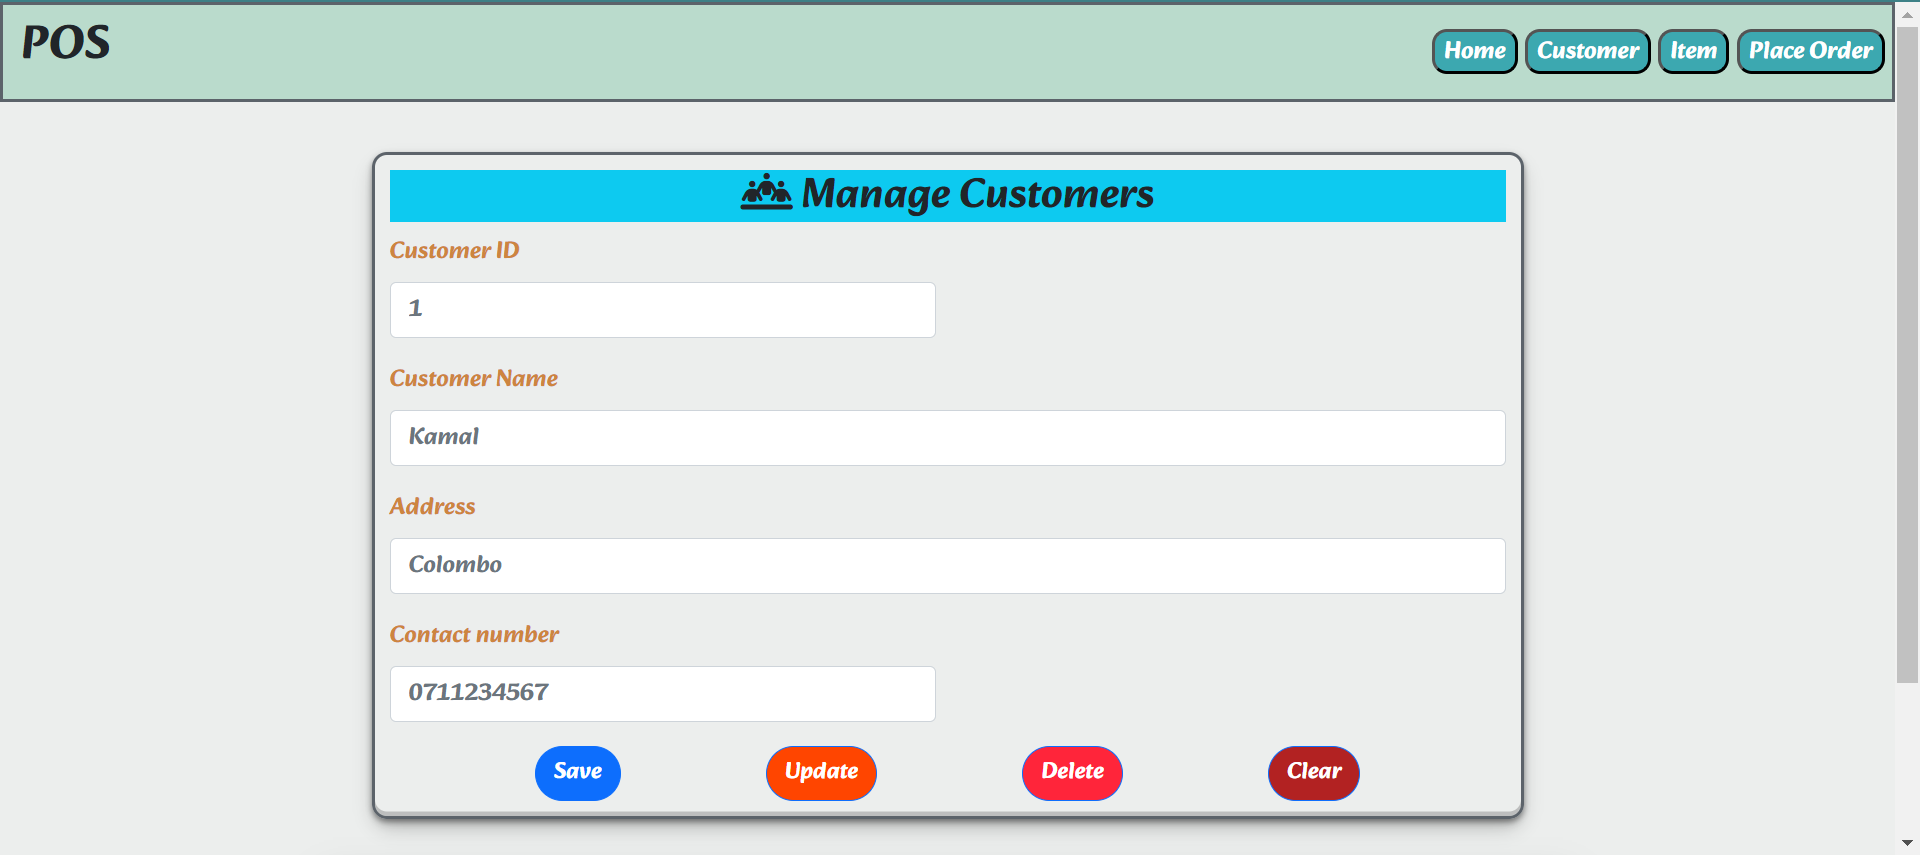 POS
Home Customer Item Place Order
Manage Customers
Customer ID
1
Customer Name
Kamal
Address
Colombo
Contact number
0711234567
Save Update Delete Clear